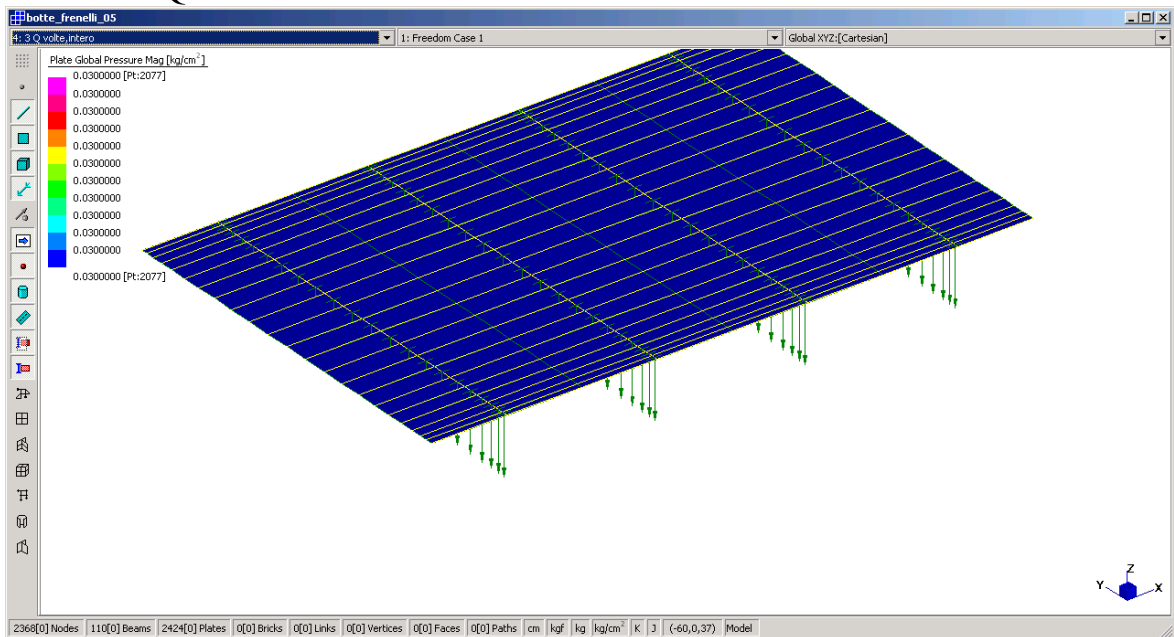 Q
botte_frenelli_05
4: 3 Q volte,intero
1: Freedom Case 1
Global XYZ:[Cartesian]
Plate Global Pressure Mag [kg/cm²]
0.0300000 [Pt:2077]
0.0300000
0.0300000
0.0300000
0.0300000
0.0300000
0.0300000
0.0300000
0.0300000
0.0300000
0.0300000 [Pt:2077]
Z
Y
X
2368[0] Nodes 110[0] Beams 2424[0] Plates 0[0] Bricks 0[0] Links 0[0] Vertices 0[0] Faces 0[0] Paths cm kgf kg kg/cm² K J (-60,0,37) Model